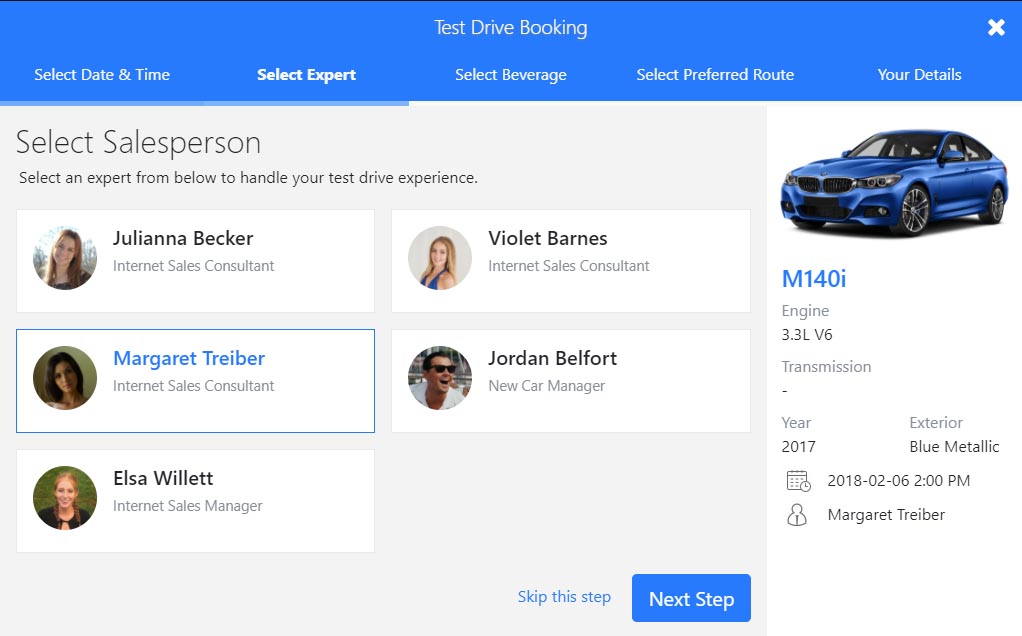 Test Drive Booking
Select Date & Time
Select Expert
Select Beverage
Select Preferred Route
Your Details
Select Salesperson
Select an expert from below to handle your test drive experience.
Julianna Becker
Internet Sales Consultant
Violet Barnes
Internet Sales Consultant
Margaret Treiber
Internet Sales Consultant
Jordan Belfort
New Car Manager
Elsa Willett
Internet Sales Manager
Skip this step
Next Step
M140i
Engine
3.3L V6
Transmission
-
Year
Exterior
2017
Blue Metallic
2018-02-06 2:00 PM
Margaret Treiber